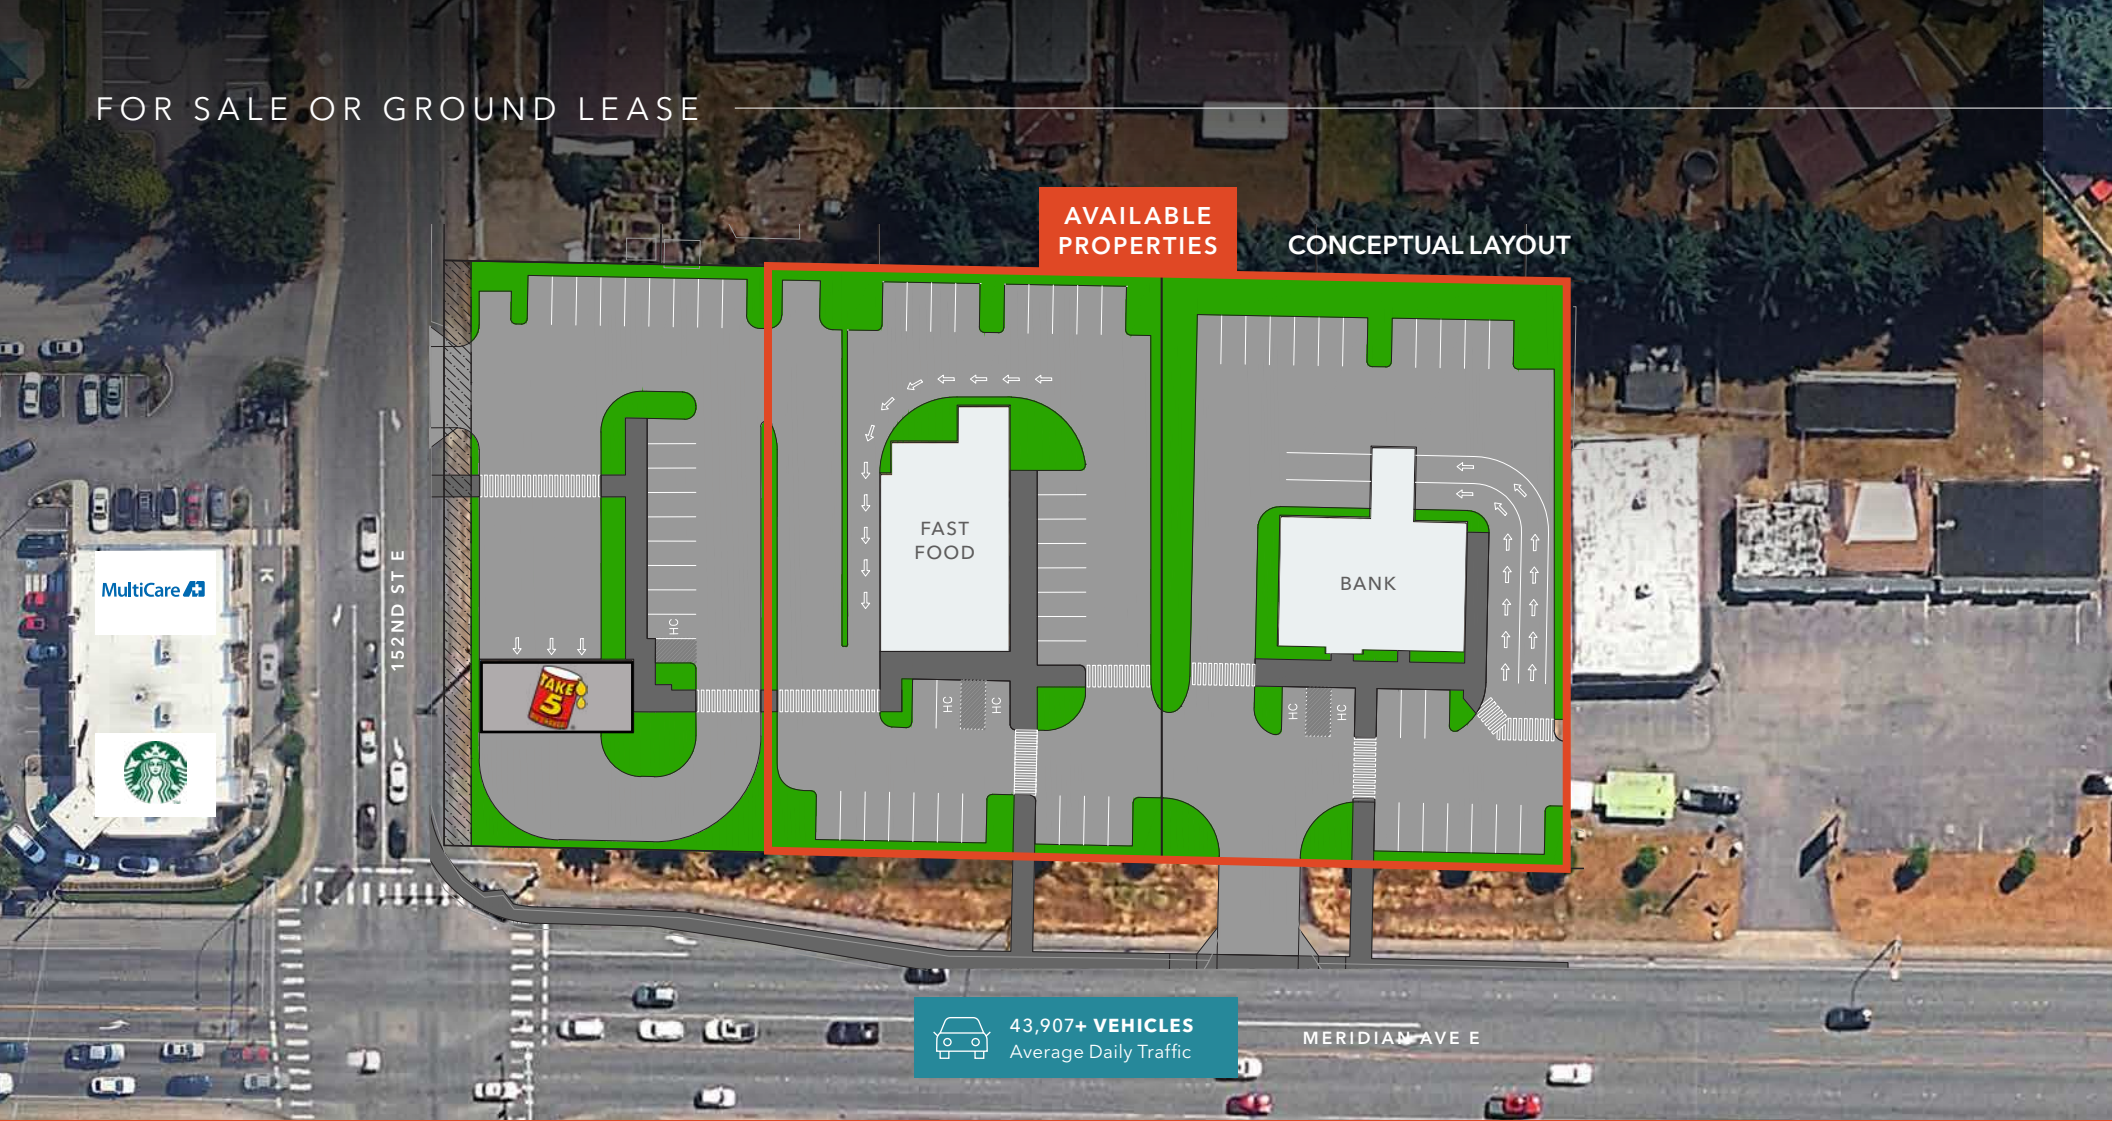 FOR SALE OR GROUND LEASE
AVAILABLE
PROPERTIES
CONCEPTUAL LAYOUT
FAST
FOOD
BANK
MultiCare
152ND ST E
HC
TAKE
5
HC
HC
HC
HC
43,907+ VEHICLES
Average Daily Traffic
MERIDIAN AVE E